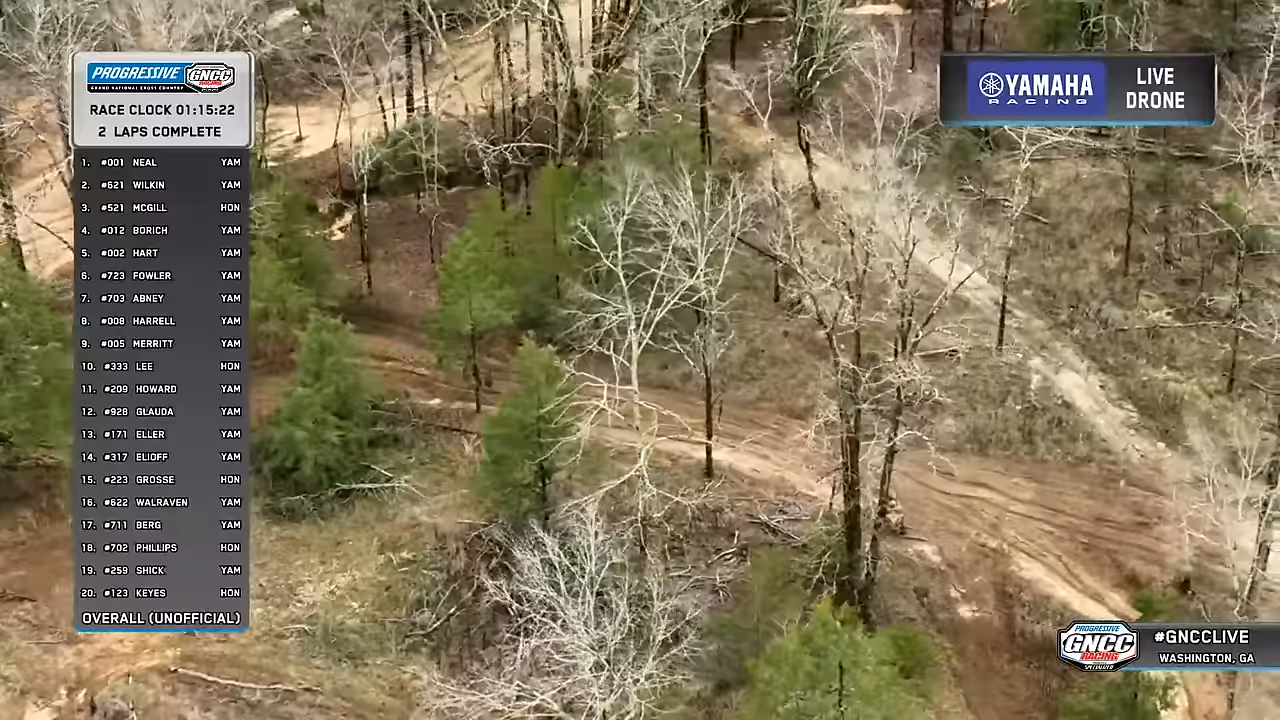 PROGRESSIVE GNCC RACING
GRAND NATIONAL CROSS COUNTRY
RACE CLOCK 01:15:22
2 LAPS COMPLETE
1. #001 NEAL YAM
2. #621 WILKIN YAM
3. #521 MCGILL HON
4. #012 BORICH YAM
5. #002 HART YAM
6. #723 FOWLER YAM
7. #703 ABNEY YAM
8. #008 HARRELL YAM
9. #005 MERRITT YAM
10. #333 LEE HON
11. #209 HOWARD YAM
12. #928 GLAUDA YAM
13. #171 ELLER YAM
14. #317 ELIOFF YAM
15. #223 GROSSE HON
16. #622 WALRAVEN YAM
17. #711 BERG YAM
18. #702 PHILLIPS HON
19. #259 SHICK YAM
20. #123 KEYES HON
OVERALL (UNOFFICIAL)
YAMAHA
RACING
LIVE
DRONE
PROGRESSIVE
GNCC
RACING
SPECIALIZED
#GNCCLIVE
WASHINGTON, GA